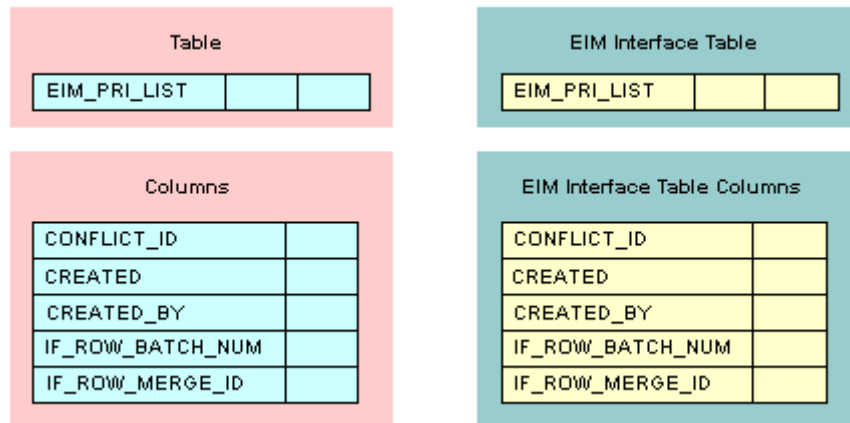 Table
EIM_PRI_LIST
EIM Interface Table
EIM_PRI_LIST
Columns
CONFLICT_ID
CREATED
CREATED_BY
IF_ROW_BATCH_NUM
IF_ROW_MERGE_ID
EIM Interface Table Columns
CONFLICT_ID
CREATED
CREATED_BY
IF_ROW_BATCH_NUM
IF_ROW_MERGE_ID